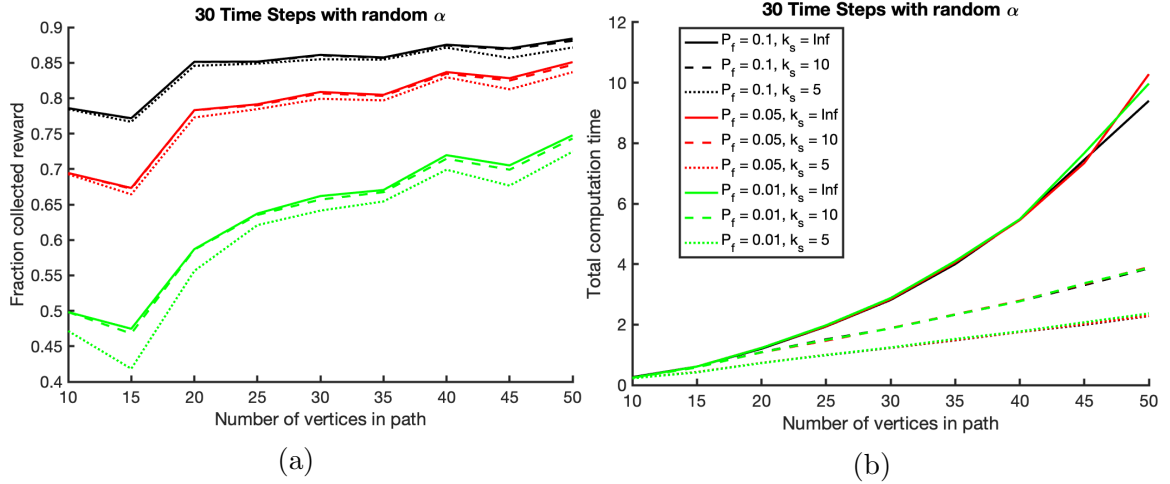 30 Time Steps with random α
0.9
0.85
0.8
0.75
0.7
0.65
0.6
0.55
0.5
0.45
0.4
Fraction collected reward
10 15 20 25 30 35 40 45 50
Number of vertices in path
(a)
30 Time Steps with random α
12
10
8
6
4
2
0
Total computation time
P_f = 0.1, k_s = Inf
P_f = 0.1, k_s = 10
P_f = 0.1, k_s = 5
P_f = 0.05, k_s = Inf
P_f = 0.05, k_s = 10
P_f = 0.05, k_s = 5
P_f = 0.01, k_s = Inf
P_f = 0.01, k_s = 10
P_f = 0.01, k_s = 5
10 15 20 25 30 35 40 45 50
Number of vertices in path
(b)